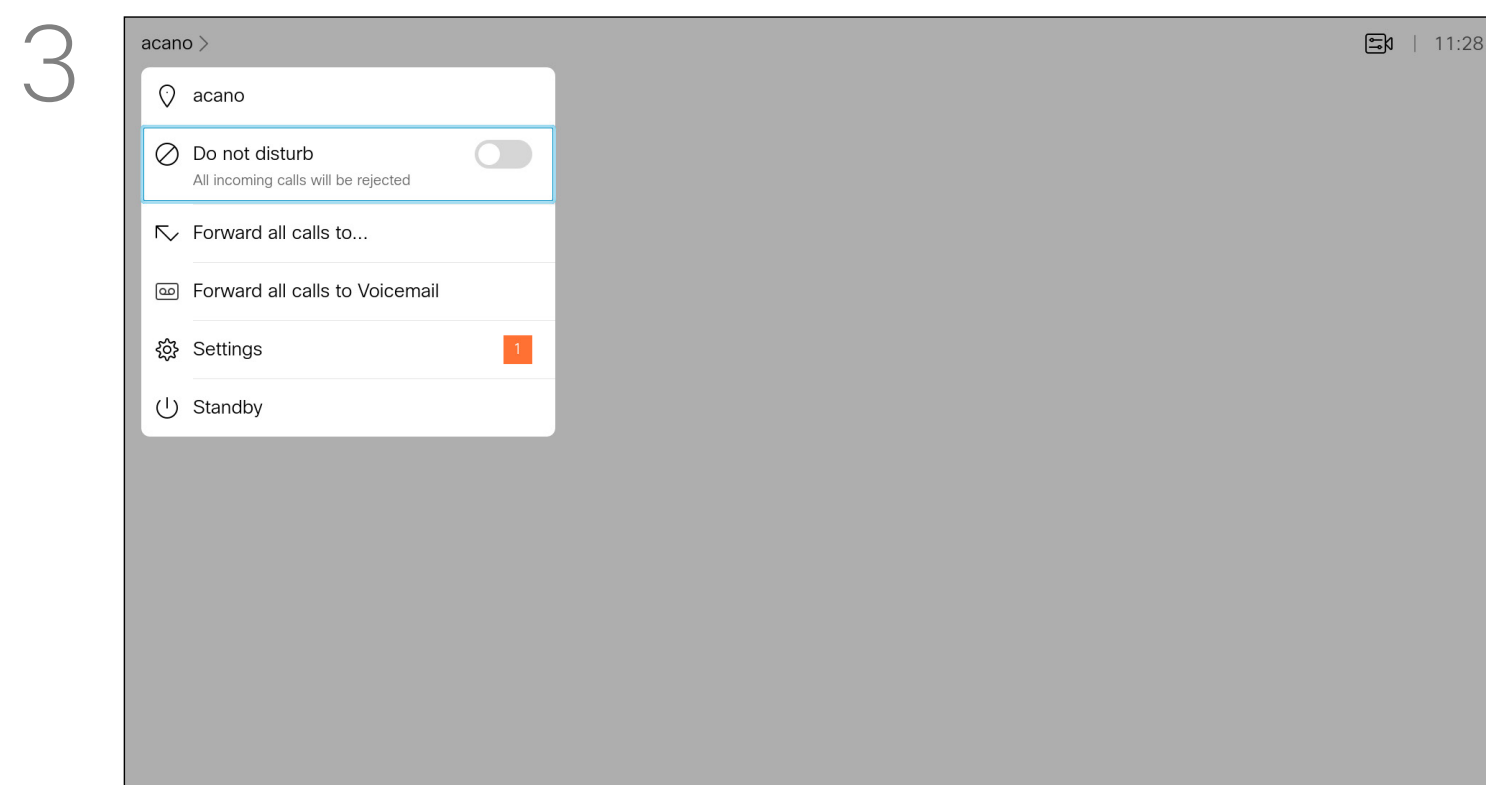 3
acano >
| 11:28
acano
Do not disturb
All incoming calls will be rejected
Forward all calls to...
Forward all calls to Voicemail
Settings 1
Standby